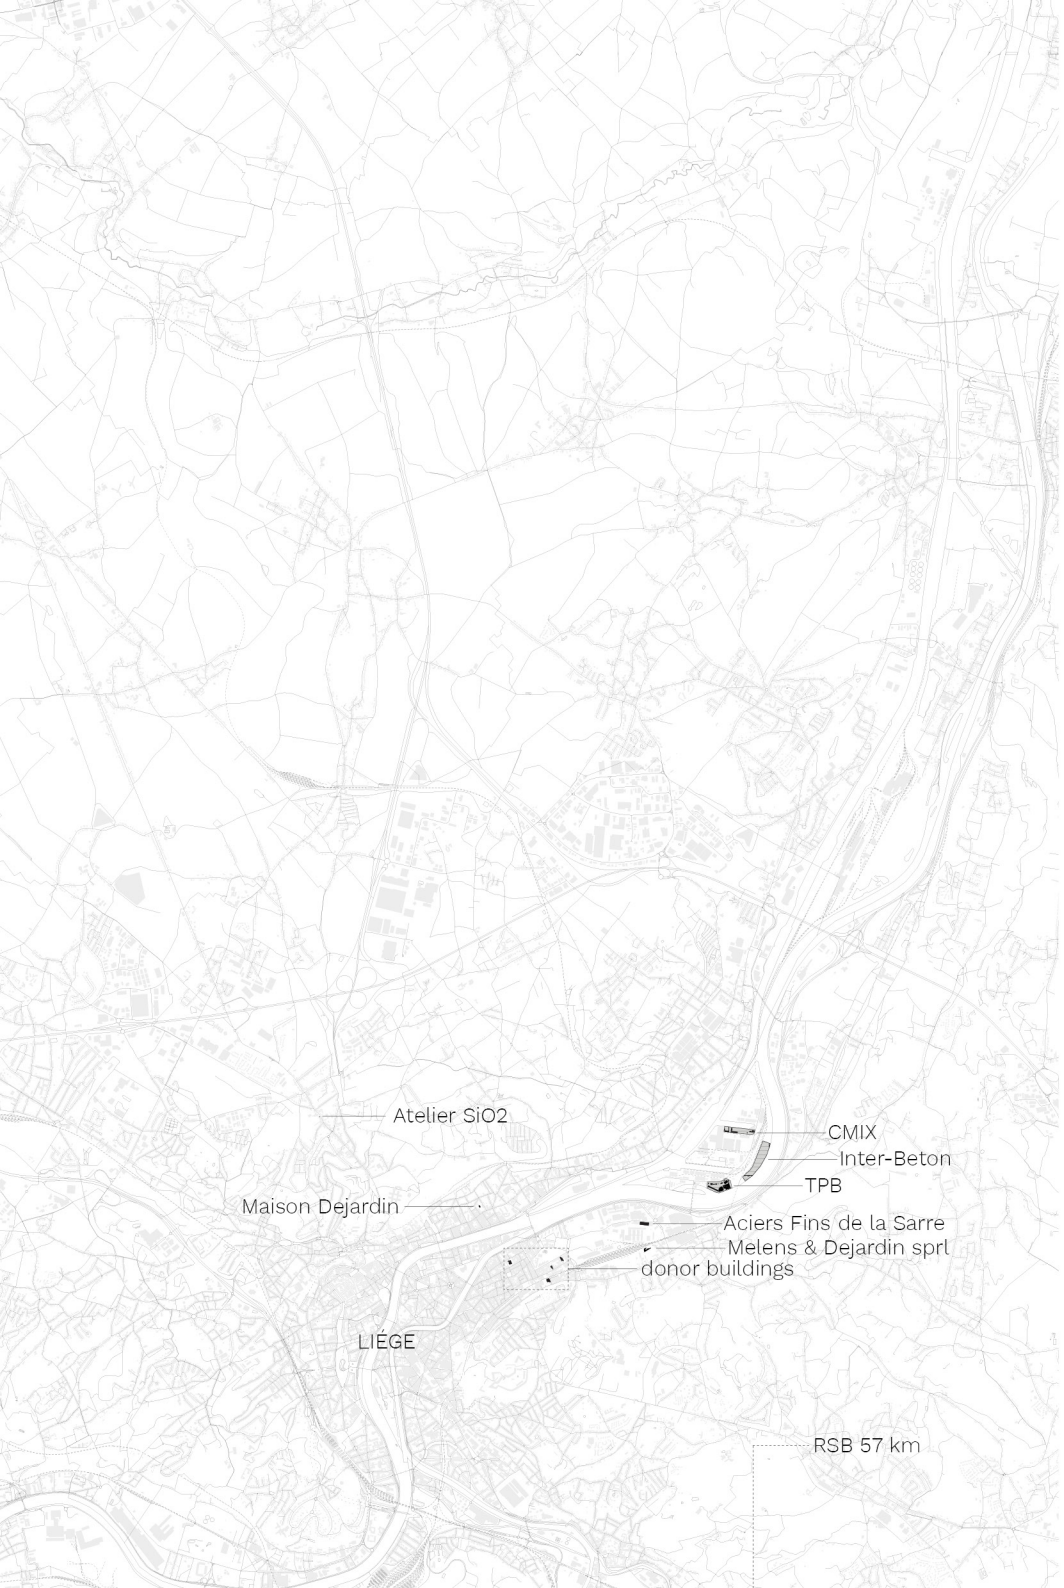 Atelier SiO2
CMIX
Inter-Beton
TPB
Maison Dejardin
Aciers Fins de la Sarre
Melens & Dejardin sprl
donor buildings
LIÉGE
RSB 57 km